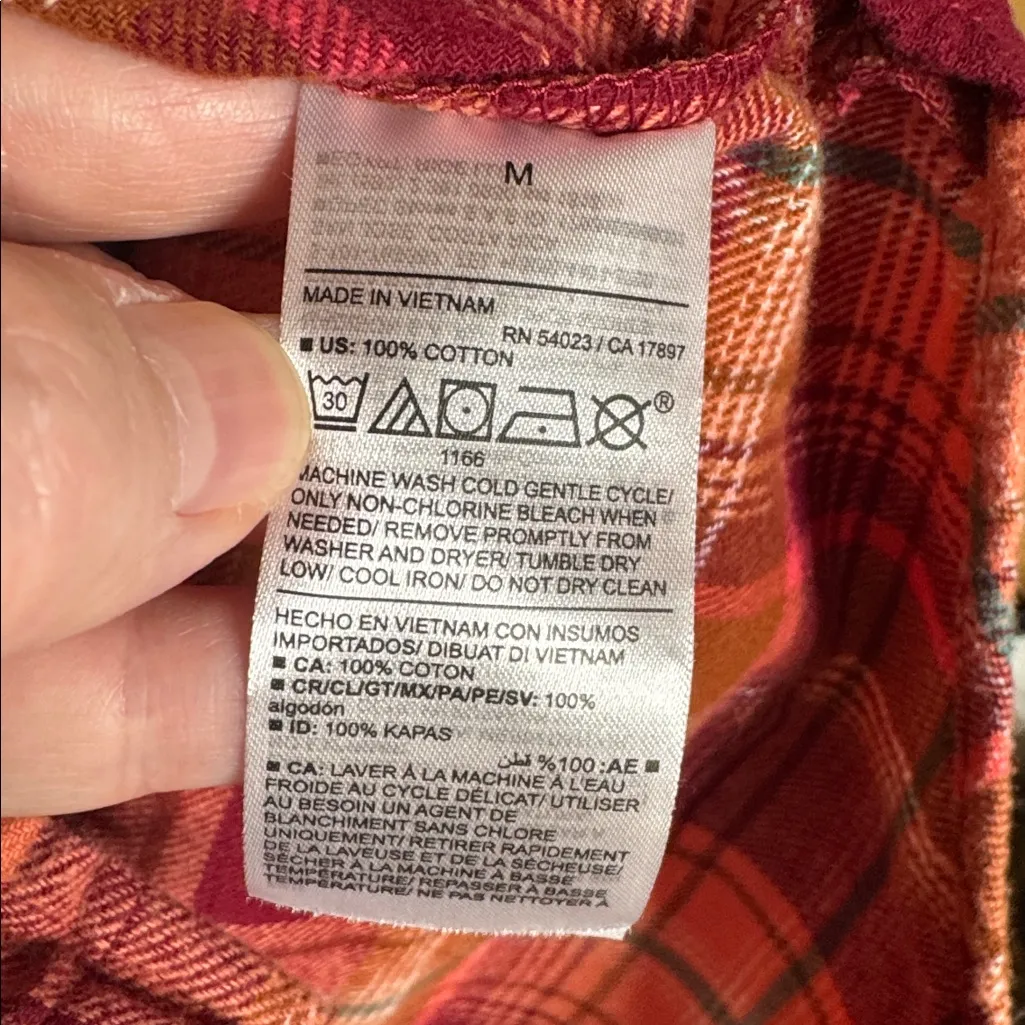 M
MADE IN VIETNAM
RN 54023 / CA 17897
■ US: 100% COTTON
30
®
1166
MACHINE WASH COLD GENTLE CYCLE/
ONLY NON-CHLORINE BLEACH WHEN
NEEDED/ REMOVE PROMPTLY FROM
WASHER AND DRYER/ TUMBLE DRY
LOW/ COOL IRON/ DO NOT DRY CLEAN
HECHO EN VIETNAM CON INSUMOS
IMPORTADOS/ DIBUAT DI VIETNAM
■ CA: 100% COTON
■ CR/CL/GT/MX/PA/PE/SV: 100%
algodón
■ ID: 100% KAPAS
■ AE: 100% قطن
■ CA: LAVER À LA MACHINE À L'EAU
FROIDE AU CYCLE DÉLICAT/ UTILISER
AU BESOIN UN AGENT DE
BLANCHIMENT SANS CHLORE
UNIQUEMENT/ RETIRER RAPIDEMENT
DE LA LAVEUSE ET DE LA SÉCHEUSE/
SÉCHER À LA MACHINE À BASSE
TEMPÉRATURE/ REPASSER À BASSE
TEMPÉRATURE/ NE PAS NETTOYER À